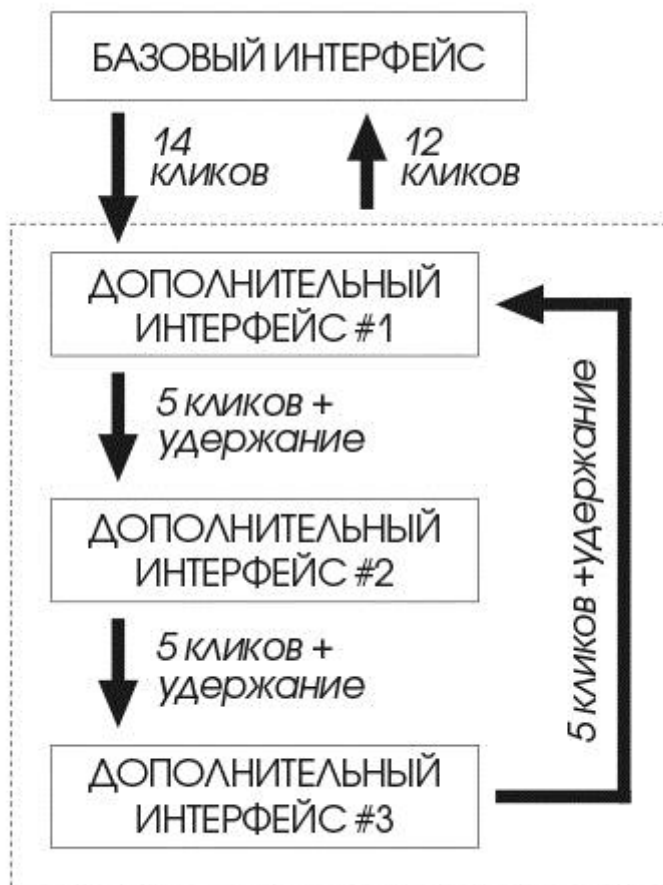 БАЗОВЫЙ ИНТЕРФЕЙС
14
КЛИКОВ
12
КЛИКОВ
ДОПОЛНИТЕЛЬНЫЙ
ИНТЕРФЕЙС #1
5 КЛИКОВ +
удержание
ДОПОЛНИТЕЛЬНЫЙ
ИНТЕРФЕЙС #2
5 КЛИКОВ +
удержание
ДОПОЛНИТЕЛЬНЫЙ
ИНТЕРФЕЙС #3
5 КЛИКОВ +удержание